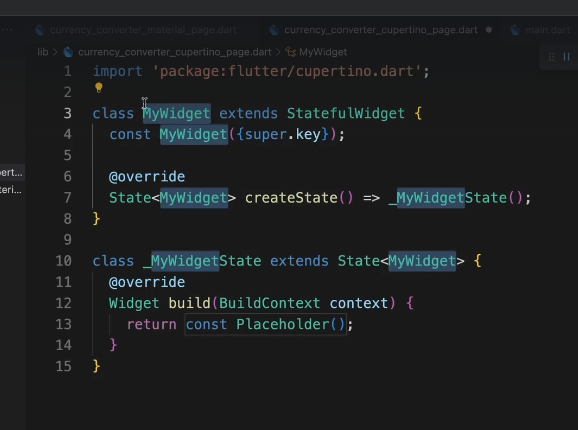 currency_converter_material_page.dart currency_converter_cupertino_page.dart main.dart
lib > currency_converter_cupertino_page.dart > MyWidget
1 import 'package:flutter/cupertino.dart';
2
3 class MyWidget extends StatefulWidget {
4 const MyWidget({super.key});
5
6 @override
7 State<MyWidget> createState() => _MyWidgetState();
8 }
9
10 class _MyWidgetState extends State<MyWidget> {
11 @override
12 Widget build(BuildContext context) {
13 return const Placeholder();
14 }
15 }
pert...
teri...